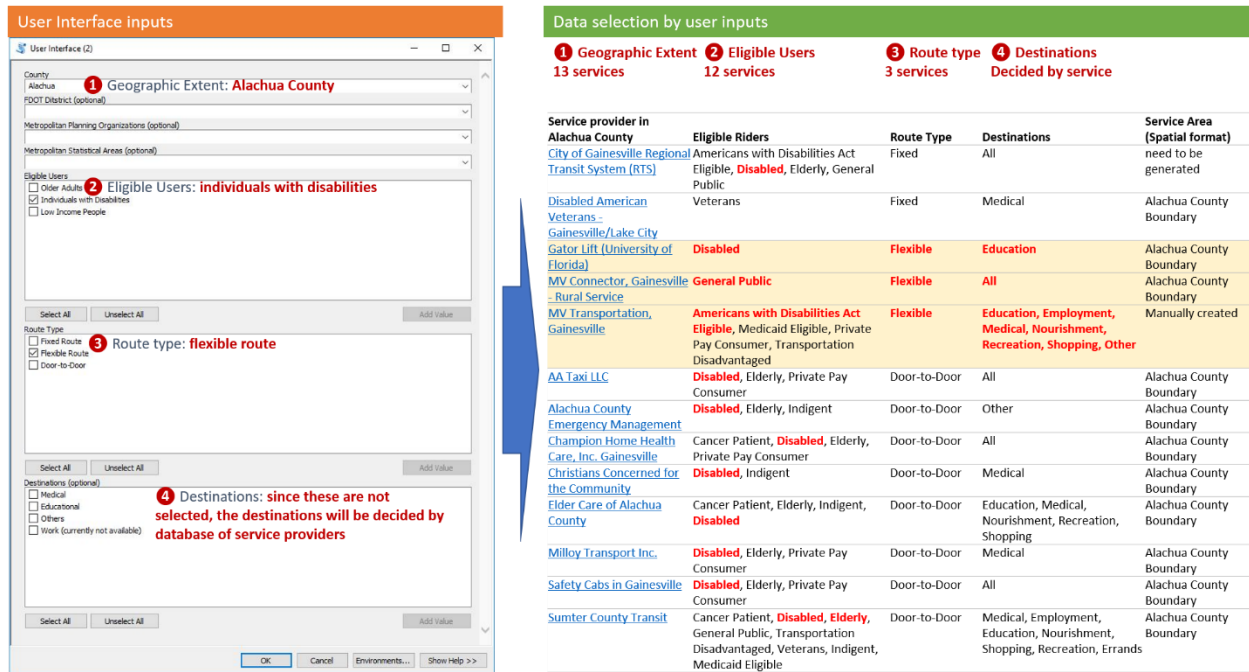 User Interface inputs
User Interface (2)
County
Alachua
1 Geographic Extent: Alachua County
FDOT Ditstrict (optional)
Metropolitan Planning Organizations (optional)
Metropolitan Statistical Areas (optional)
Eligible Users
Older Adults
2 Eligible Users: individuals with disabilities
Individuals with Disabilities
Low Income People
Select All Unselect All Add Value
Route Type
Fixed Route
3 Route type: flexible route
Flexible Route
Door-to-Door
Select All Unselect All Add Value
Destinations (optional)
Medical
Educational
Others
Work (currently not available)
4 Destinations: since these are not
selected, the destinations will be decided by
database of service providers
Select All Unselect All Add Value
OK Cancel Environments... Show Help >>
Data selection by user inputs
1 Geographic Extent 2 Eligible Users 3 Route type 4 Destinations
13 services 12 services 3 services Decided by service
Service provider in Service Area
Alachua County Eligible Riders Route Type Destinations (Spatial format)
City of Gainesville Regional Americans with Disabilities Act Fixed All need to be
Transit System (RTS) Eligible, Disabled, Elderly, General generated
Public
Disabled American Veterans Fixed Medical Alachua County
Veterans - Boundary
Gainesville/Lake City
Gator Lift (University of Disabled Flexible Education Alachua County
Florida) Boundary
MV Connector, Gainesville General Public Flexible All Alachua County
- Rural Service Boundary
MV Transportation, Americans with Disabilities Act Flexible Education, Employment, Manually created
Gainesville Eligible, Medicaid Eligible, Private Medical, Nourishment,
Pay Consumer, Transportation Recreation, Shopping, Other
Disadvantaged
AA Taxi LLC Disabled, Elderly, Private Pay Door-to-Door All Alachua County
Consumer Boundary
Alachua County Disabled, Elderly, Indigent Door-to-Door Other Alachua County
Emergency Management Boundary
Champion Home Health Cancer Patient, Disabled, Elderly, Door-to-Door All Alachua County
Care, Inc. Gainesville Private Pay Consumer Boundary
Christians Concerned for Disabled, Indigent Door-to-Door Medical Alachua County
the Community Boundary
Elder Care of Alachua Cancer Patient, Elderly, Indigent, Door-to-Door Education, Medical, Alachua County
County Disabled Nourishment, Recreation, Boundary
Shopping
Milloy Transport Inc. Disabled, Elderly, Private Pay Door-to-Door Medical Alachua County
Consumer Boundary
Safety Cabs in Gainesville Disabled, Elderly, Private Pay Door-to-Door All Alachua County
Consumer Boundary
Sumter County Transit Cancer Patient, Disabled, Elderly, Door-to-Door Medical, Employment, Alachua County
General Public, Transportation Education, Nourishment, Boundary
Disadvantaged, Veterans, Indigent, Shopping, Recreation, Errands
Medicaid Eligible